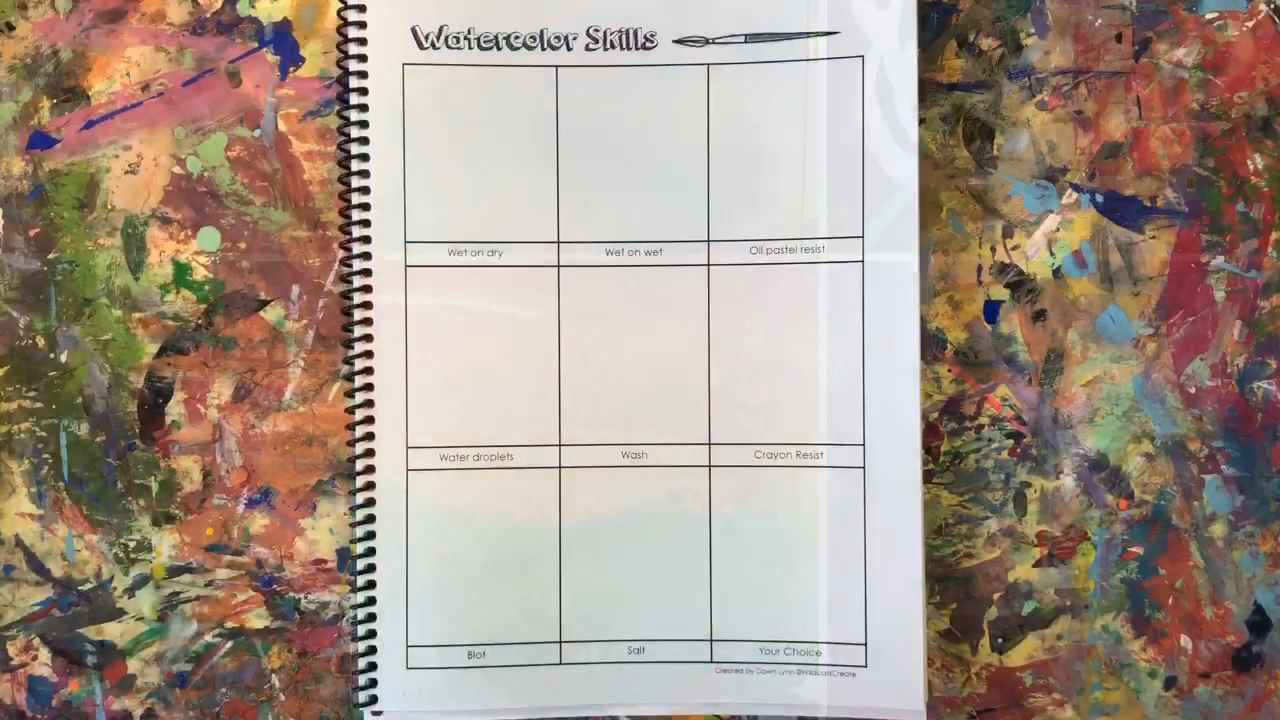 Watercolor Skills
Wet on dry
Wet on wet
Oil pastel resist
Water droplets
Wash
Crayon Resist
Blot
Salt
Your Choice
Created by Dawn Lynn